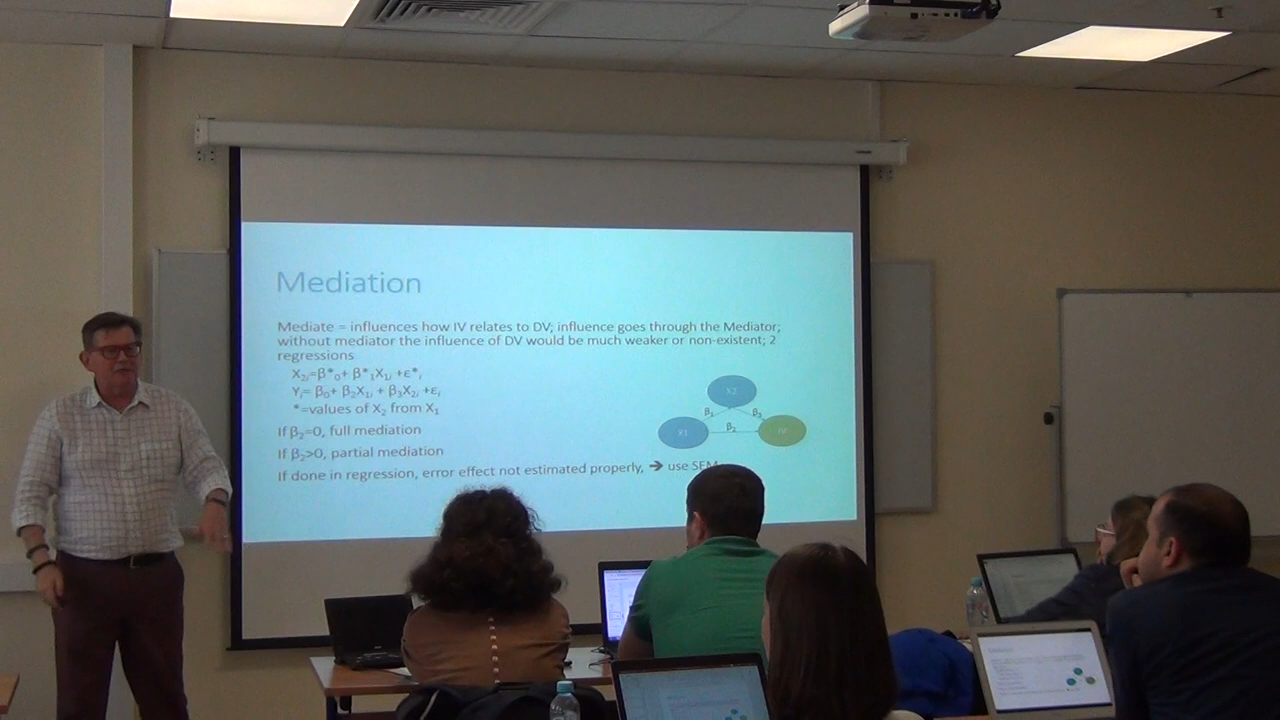 Mediation
Mediate = influences how IV relates to DV; influence goes through the Mediator;
without mediator the influence of DV would be much weaker or non-existent; 2
regressions
X₂ᵢ=β*₀+ β*₁X₁ᵢ +ε*ᵢ
Yᵢ= β₀+ β₂X₁ᵢ + β₃X₂ᵢ +εᵢ
*=values of X₂ from X₁
If β₂=0, full mediation
If β₂>0, partial mediation
If done in regression, error effect not estimated properly, ➔ use SEM
X2
β₁
β₃
X1
β₂